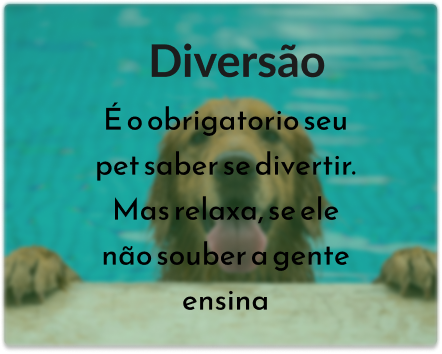 Diversão
É o obrigatorio seu
pet saber se divertir.
Mas relaxa, se ele
não souber a gente
ensina